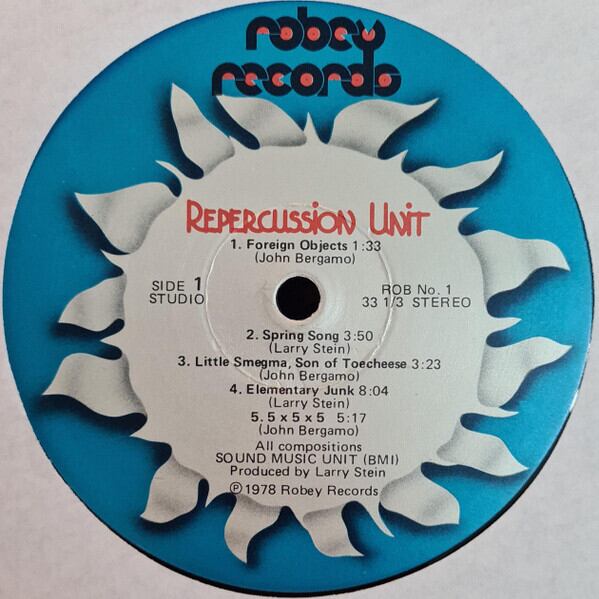 robey
records
Repercussion Unit
1. Foreign Objects 1:33
(John Bergamo)
SIDE 1
STUDIO
ROB No. 1
33 1/3 STEREO
2. Spring Song 3:50
(Larry Stein)
3. Little Smegma, Son of Toecheese 3:23
(John Bergamo)
4. Elementary Junk 8:04
(Larry Stein)
5. 5 x 5 x 5 5:17
(John Bergamo)
All compositions
SOUND MUSIC UNIT (BMI)
Produced by Larry Stein
℗1978 Robey Records